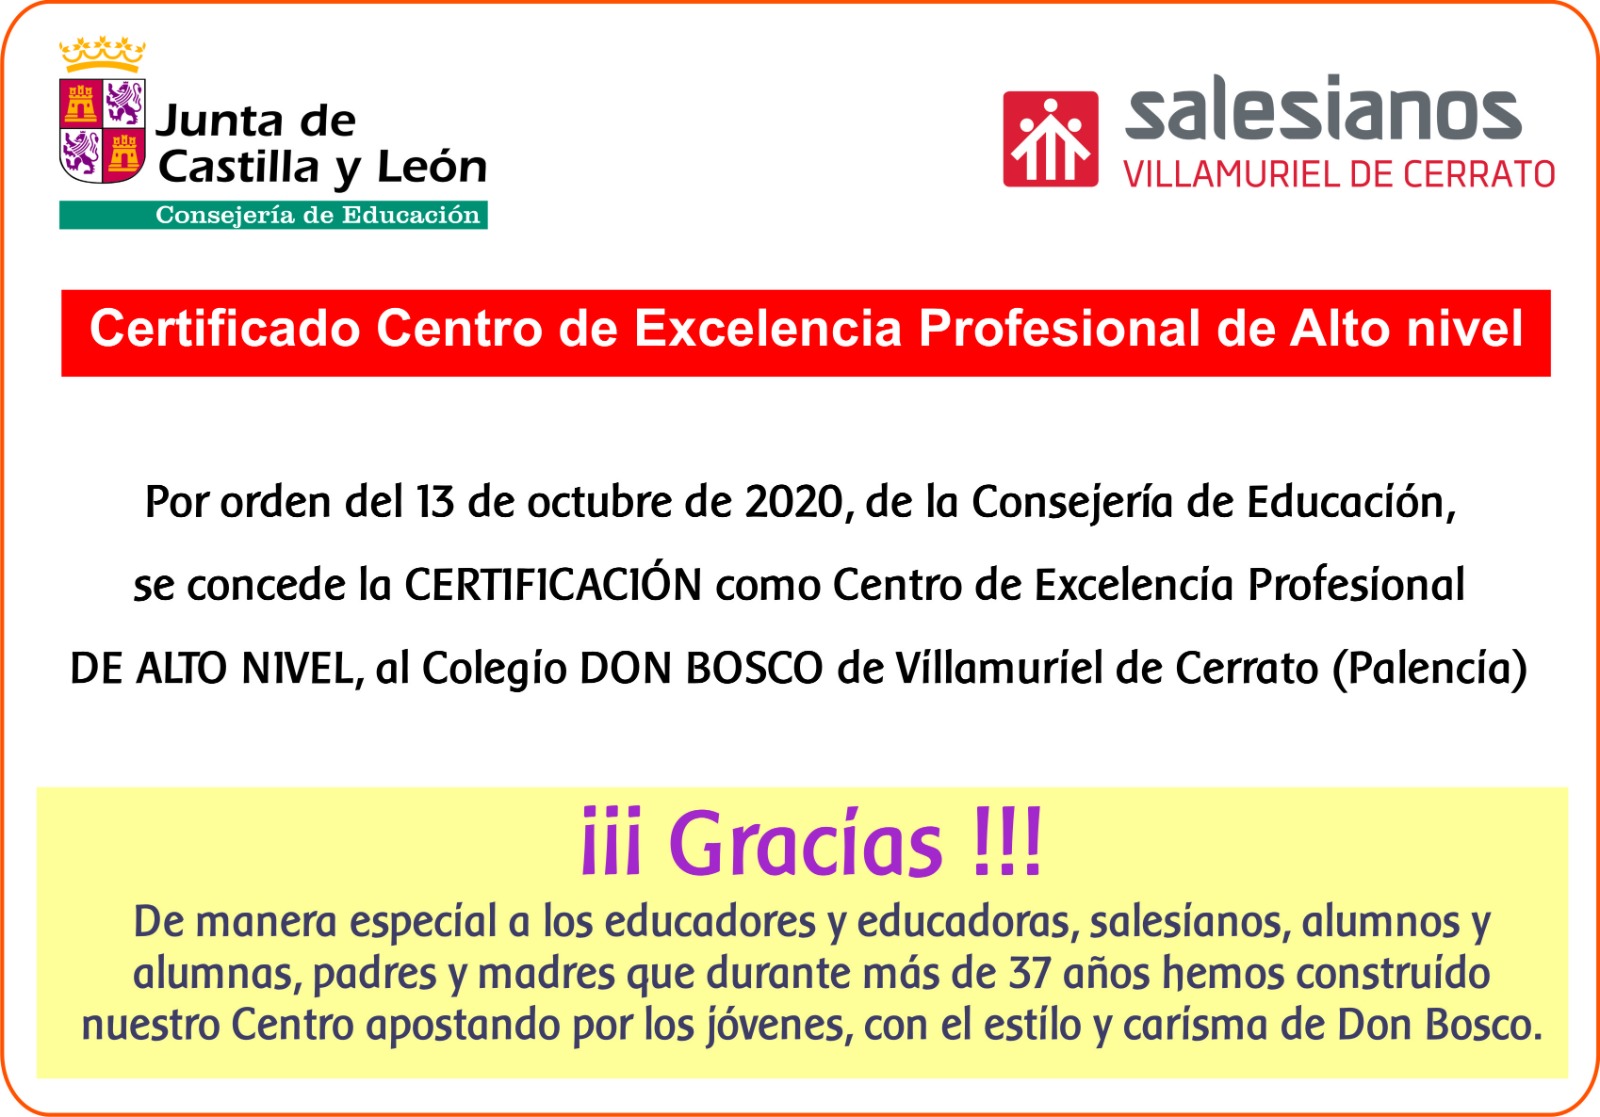 Junta de
Castilla y León
Consejería de Educación
salesianos
VILLAMURIEL DE CERRATO
Certificado Centro de Excelencia Profesional de Alto nivel
Por orden del 13 de octubre de 2020, de la Consejería de Educación,
se concede la CERTIFICACIÓN como Centro de Excelencia Profesional
DE ALTO NIVEL, al Colegio DON BOSCO de Villamuriel de Cerrato (Palencia)
¡¡¡ Gracias !!!
De manera especial a los educadores y educadoras, salesianos, alumnos y
alumnas, padres y madres que durante más de 37 años hemos construido
nuestro Centro apostando por los jóvenes, con el estilo y carisma de Don Bosco.